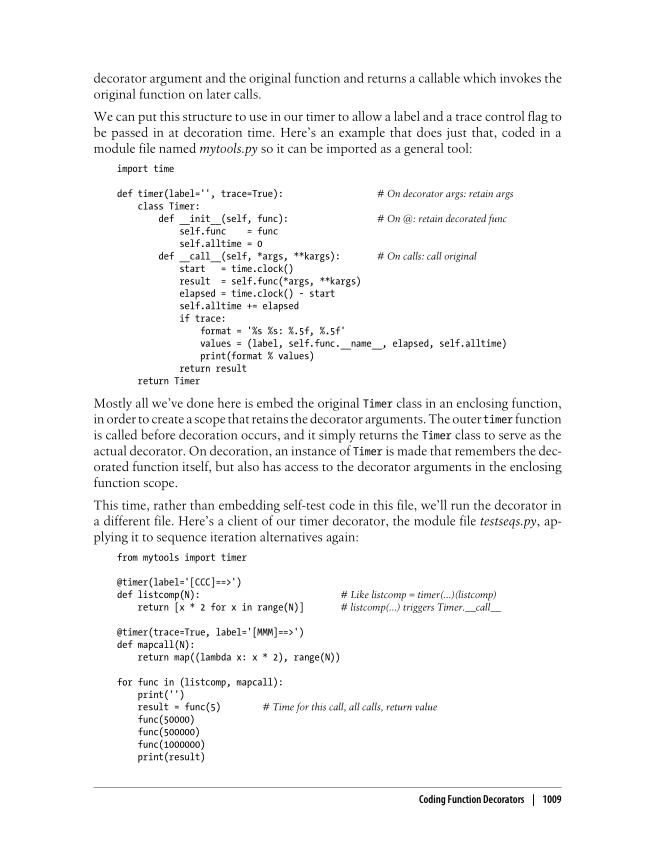 decorator argument and the original function and returns a callable which invokes the
original function on later calls.
We can put this structure to use in our timer to allow a label and a trace control flag to
be passed in at decoration time. Here's an example that does just that, coded in a
module file named mytools.py so it can be imported as a general tool:
import time
def timer(label='', trace=True): # On decorator args: retain args
    class Timer:
        def __init__(self, func): # On @: retain decorated func
            self.func    = func
            self.alltime = 0
        def __call__(self, *args, **kargs): # On calls: call original
            start   = time.clock()
            result  = self.func(*args, **kargs)
            elapsed = time.clock() - start
            self.alltime += elapsed
            if trace:
                format = '%s %s: %.5f, %.5f'
                values = (label, self.func.__name__, elapsed, self.alltime)
                print(format % values)
            return result
    return Timer
Mostly all we've done here is embed the original Timer class in an enclosing function,
in order to create a scope that retains the decorator arguments. The outer timer function
is called before decoration occurs, and it simply returns the Timer class to serve as the
actual decorator. On decoration, an instance of Timer is made that remembers the dec-
orated function itself, but also has access to the decorator arguments in the enclosing
function scope.
This time, rather than embedding self-test code in this file, we'll run the decorator in
a different file. Here's a client of our timer decorator, the module file testseqs.py, ap-
plying it to sequence iteration alternatives again:
from mytools import timer
@timer(label='[CCC]==>')
def listcomp(N): # Like listcomp = timer(...)(listcomp)
    return [x * 2 for x in range(N)] # listcomp(...) triggers Timer.__call__
@timer(trace=True, label='[MMM]==>')
def mapcall(N):
    return map((lambda x: x * 2), range(N))
for func in (listcomp, mapcall):
    print('')
    result = func(5) # Time for this call, all calls, return value
    func(50000)
    func(500000)
    func(1000000)
    print(result)
Coding Function Decorators | 1009